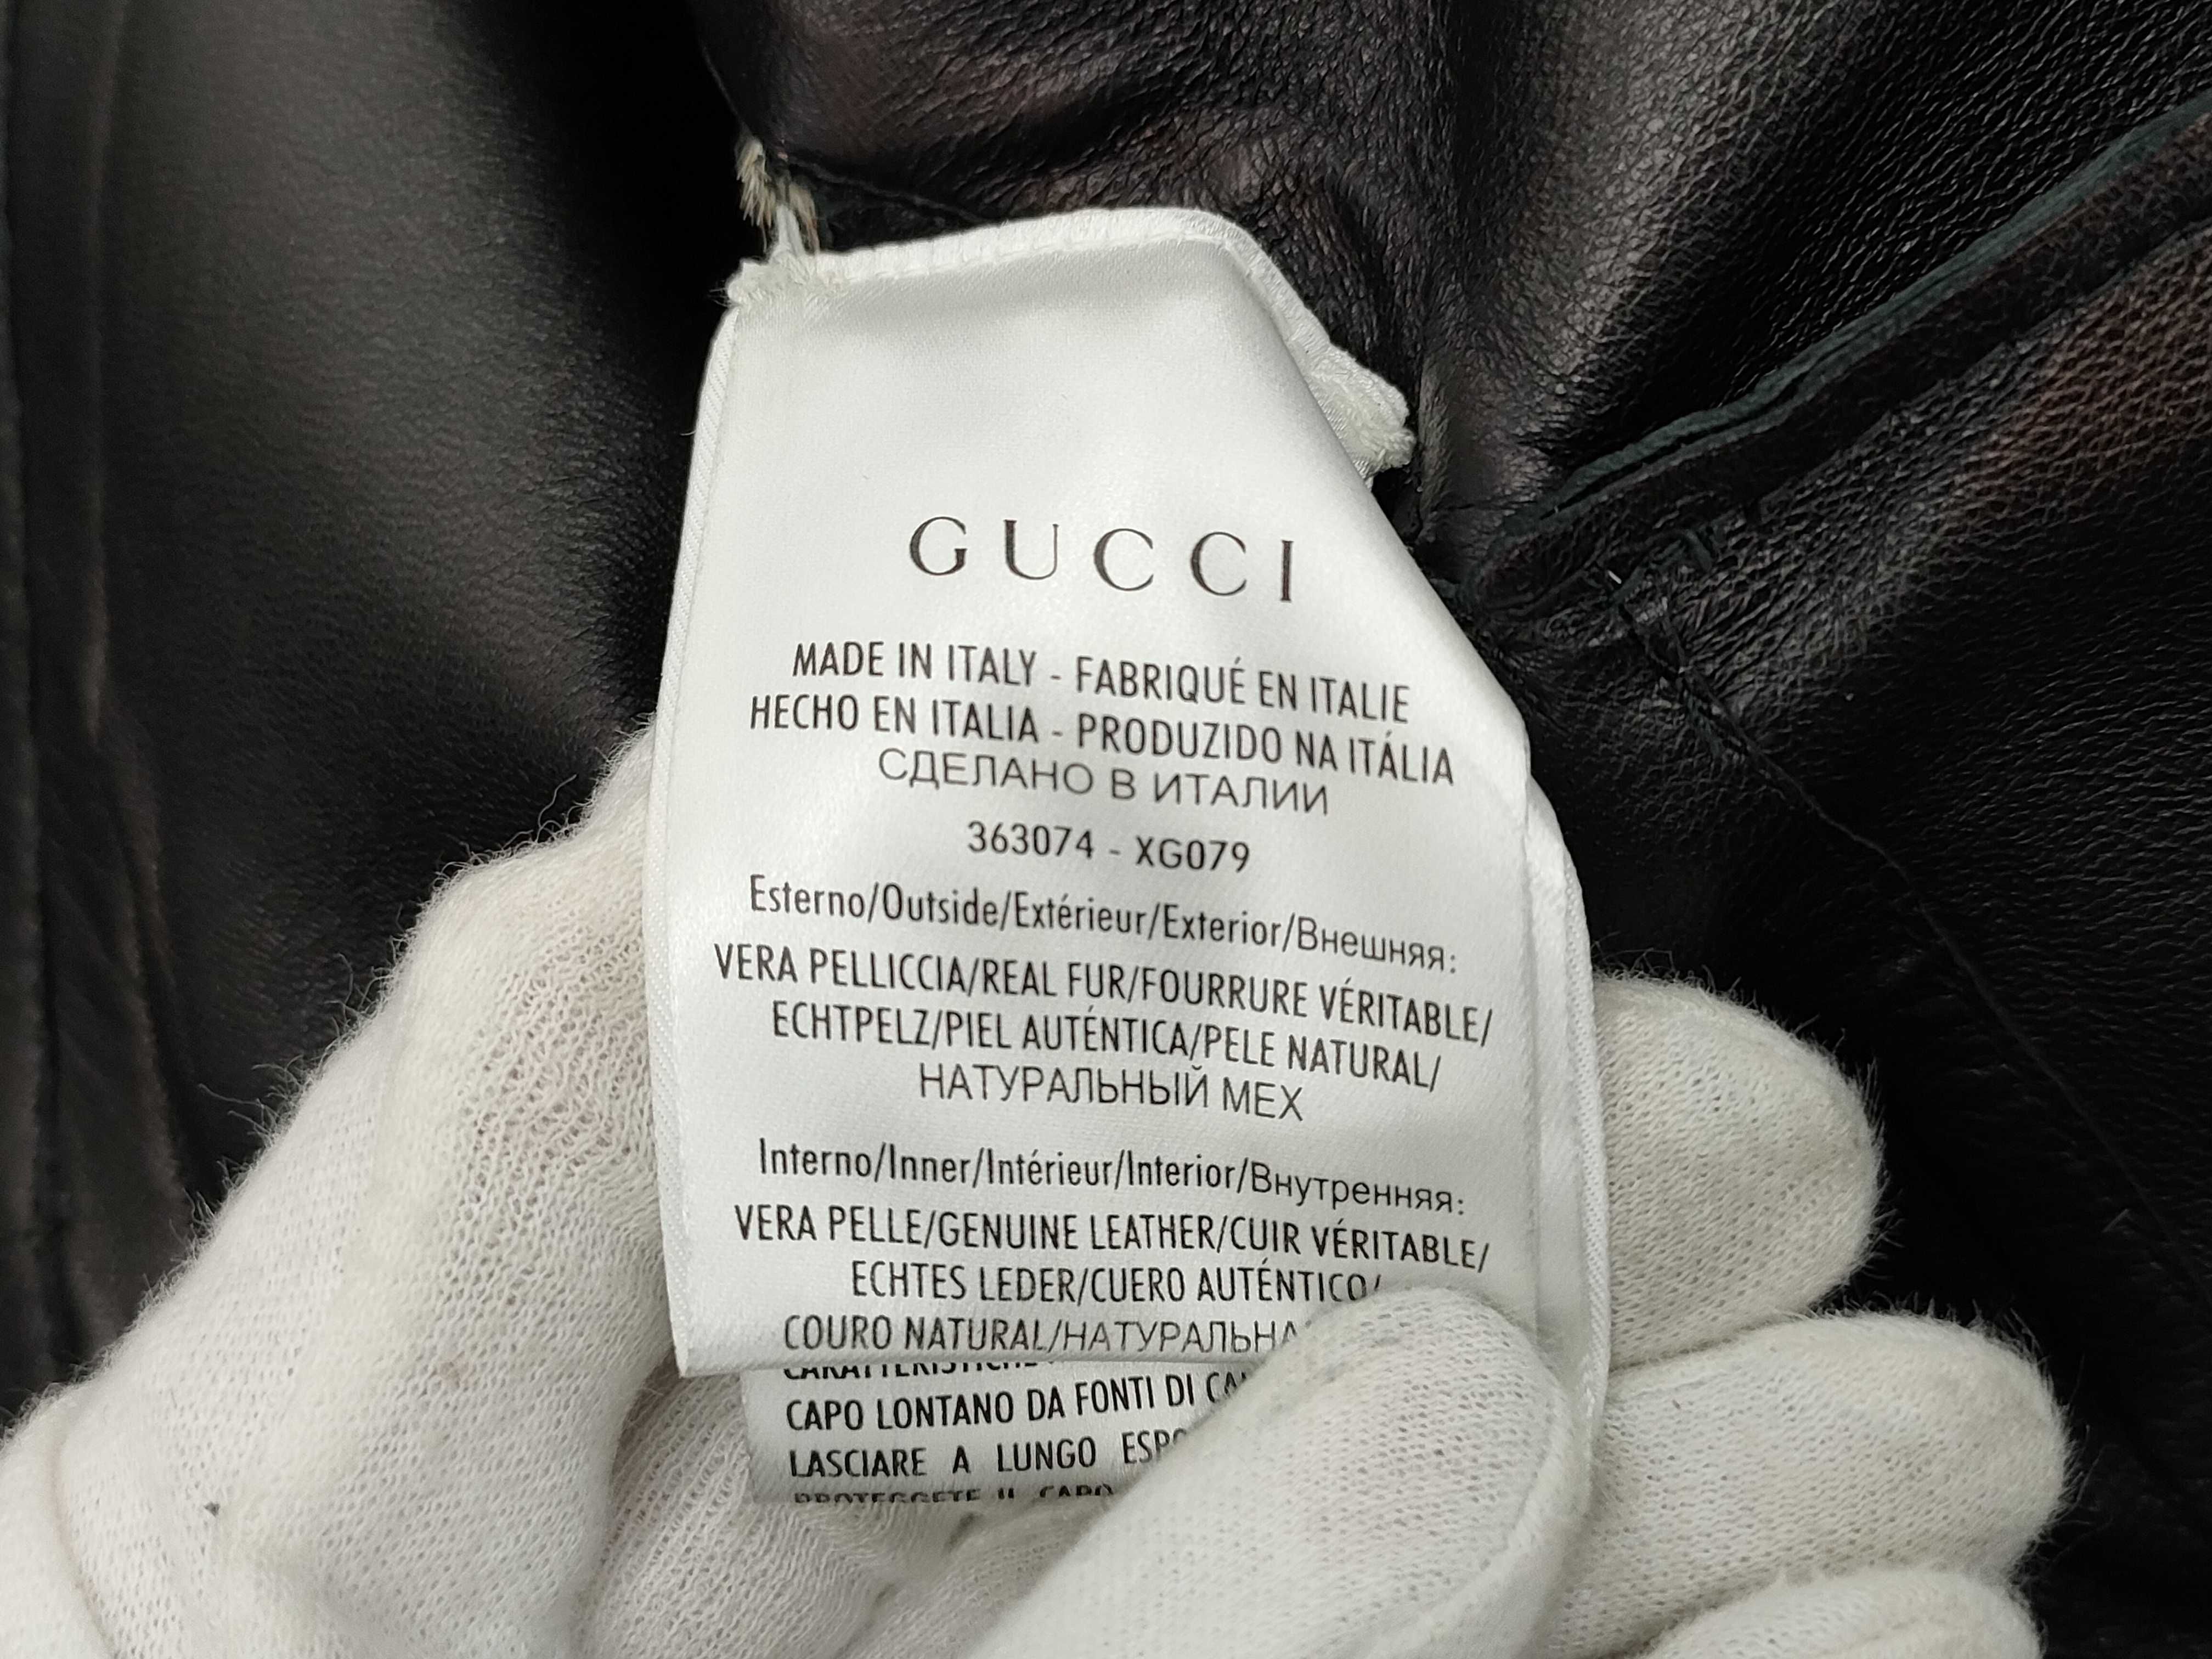 GUCCI
MADE IN ITALY - FABRIQUÉ EN ITALIE
HECHO EN ITALIA - PRODUZIDO NA ITÁLIA
СДЕЛАНО В ИТАЛИИ
363074 - XG079
Esterno/Outside/Extérieur/Exterior/Внешняя:
VERA PELLICCIA/REAL FUR/FOURRURE VÉRITABLE/
ECHTPELZ/PIEL AUTÉNTICA/PELE NATURAL/
НАТУРАЛЬНЫЙ МЕХ
Interno/Inner/Intérieur/Interior/Внутренняя:
VERA PELLE/GENUINE LEATHER/CUIR VÉRITABLE/
ECHTES LEDER/CUERO AUTÉNTICO/
COURO NATURAL/
CAPO LONTANO DA FONTI DI
LASCIARE A LUNGO
PROTEGGETE IL CAPO